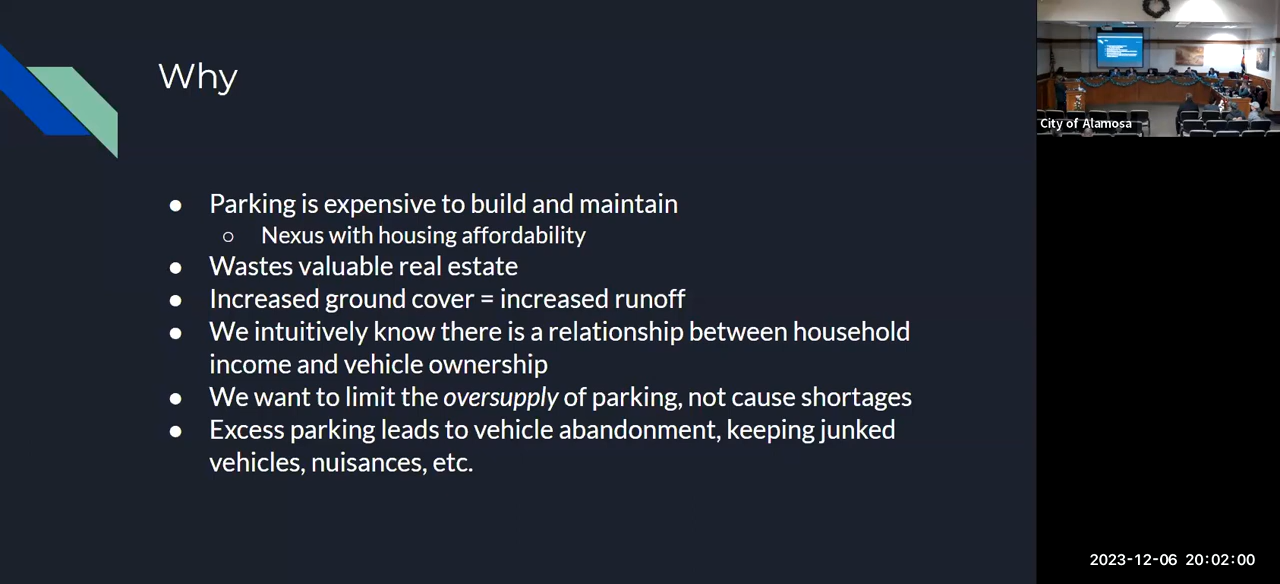 Why
● Parking is expensive to build and maintain
○ Nexus with housing affordability
● Wastes valuable real estate
● Increased ground cover = increased runoff
● We intuitively know there is a relationship between household
income and vehicle ownership
● We want to limit the oversupply of parking, not cause shortages
● Excess parking leads to vehicle abandonment, keeping junked
vehicles, nuisances, etc.
City of Alamosa
2023-12-06 20:02:00